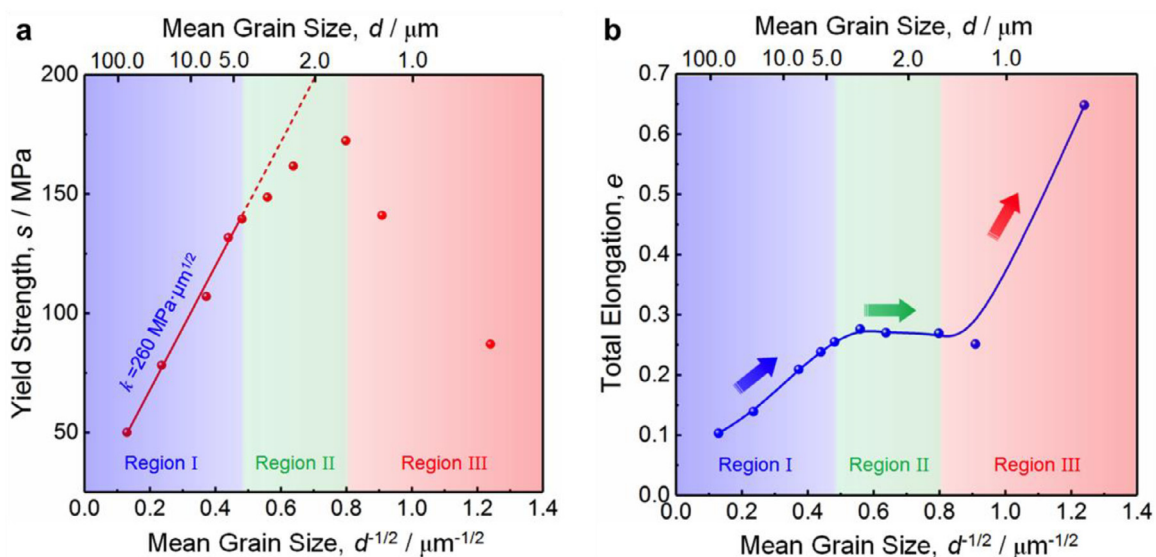 a
Mean Grain Size, d / μm
100.0 10.0 5.0 2.0 1.0
200
150
100
50
Yield Strength, s / MPa
k =260 MPa·μm1/2
Region I Region II Region III
0.0 0.2 0.4 0.6 0.8 1.0 1.2 1.4
Mean Grain Size, d-1/2 / μm-1/2
b
Mean Grain Size, d / μm
100.0 10.0 5.0 2.0 1.0
0.7
0.6
0.5
0.4
0.3
0.2
0.1
0.0
Total Elongation, e
Region I Region II Region III
0.0 0.2 0.4 0.6 0.8 1.0 1.2 1.4
Mean Grain Size, d-1/2 / μm-1/2